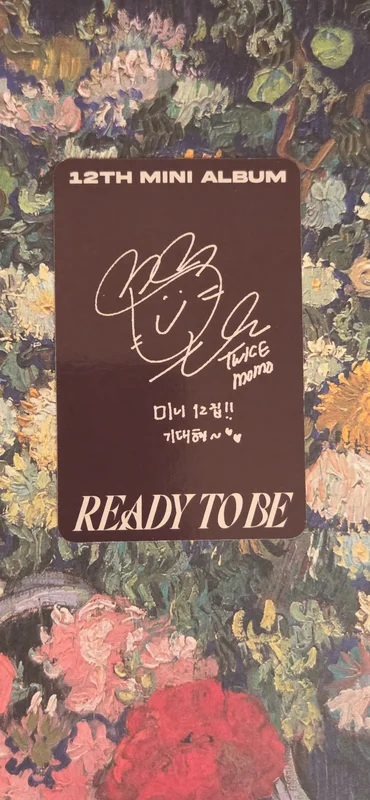 12TH MINI ALBUM
TWICE
momo
미니 12집!!
기대해~♥♥
READY TO BE